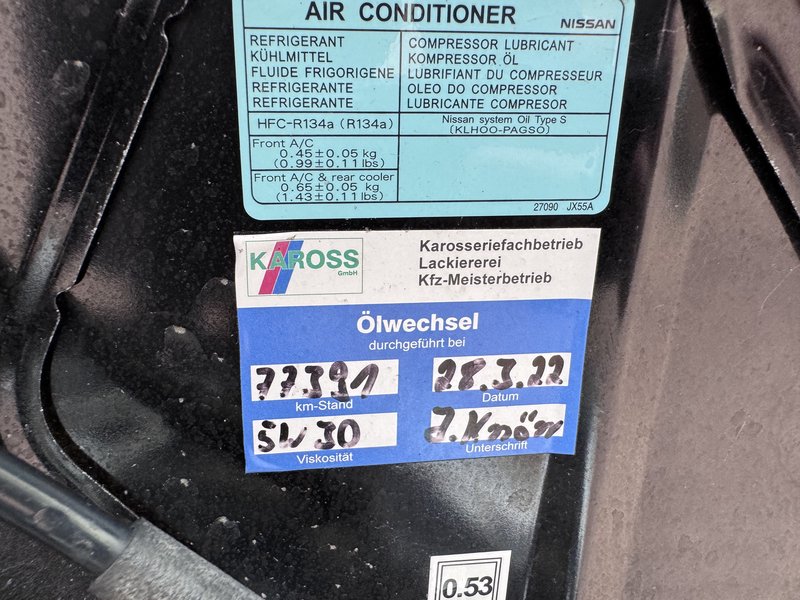 AIR CONDITIONER NISSAN
REFRIGERANT COMPRESSOR LUBRICANT
KÜHLMITTEL KOMPRESSOR ÖL
FLUIDE FRIGORIGENE LUBRIFIANT DU COMPRESSEUR
REFRIGERANTE OLEO DO COMPRESSOR
REFRIGERANTE LUBRICANTE COMPRESOR
HFC-R134a (R134a) Nissan system Oil Type S
(KLHOO-PAGSO)
Front A/C
0.45±0.05 kg
(0.99±0.11 lbs)
Front A/C & rear cooler
0.65±0.05 kg
(1.43±0.11 lbs)
27090 JX55A
KAROSS
GmbH
Karosseriefachbetrieb
Lackiererei
Kfz-Meisterbetrieb
Ölwechsel
durchgeführt bei
77391 28.3.22
km-Stand Datum
5W30 J.
Viskosität Unterschrift
0.53